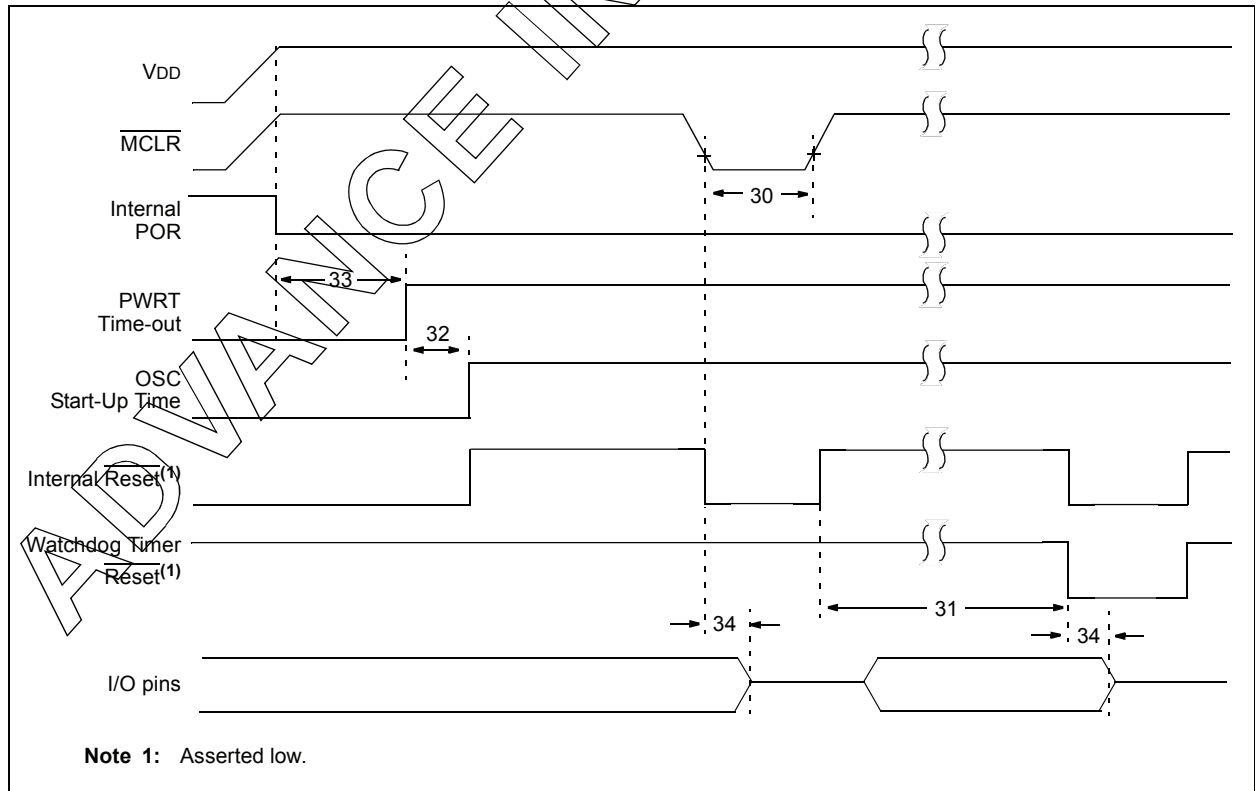 VDD
MCLR
30
Internal
POR
33
PWRT
Time-out
32
OSC
Start-Up Time
Internal Reset(1)
Watchdog Timer
Reset(1)
31
34
34
I/O pins
Note 1: Asserted low.
ADVANCE IN